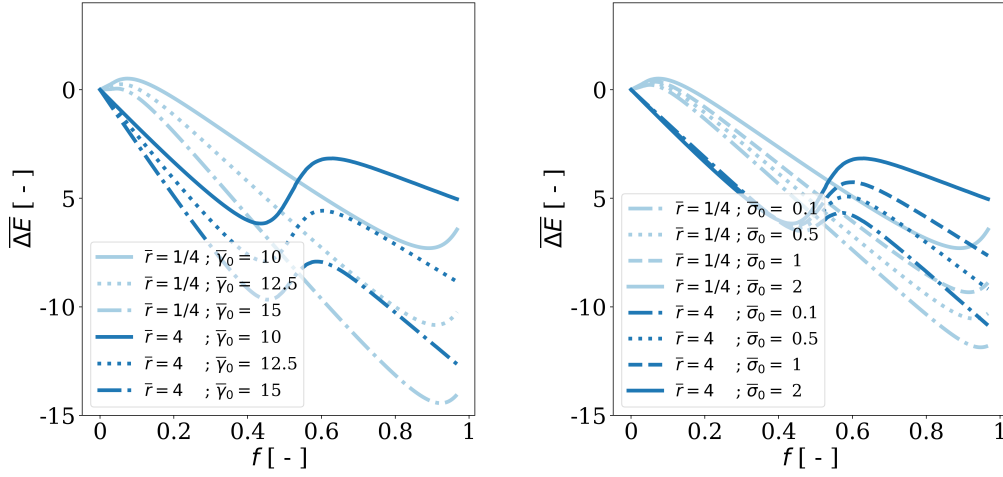 0
5
-10
-15
0
0.2
0.4
0.6
0.8
1
f [ - ]
\overline{ΔE} [ - ]
r̄ = 1/4 ; γ̄₀ = 10
r̄ = 1/4 ; γ̄₀ = 12.5
r̄ = 1/4 ; γ̄₀ = 15
r̄ = 4 ; γ̄₀ = 10
r̄ = 4 ; γ̄₀ = 12.5
r̄ = 4 ; γ̄₀ = 15
0
5
-10
-15
0
0.2
0.4
0.6
0.8
1
f [ - ]
\overline{ΔE} [ - ]
r̄ = 1/4 ; σ̄₀ = 0.1
r̄ = 1/4 ; σ̄₀ = 0.5
r̄ = 1/4 ; σ̄₀ = 1
r̄ = 1/4 ; σ̄₀ = 2
r̄ = 4 ; σ̄₀ = 0.1
r̄ = 4 ; σ̄₀ = 0.5
r̄ = 4 ; σ̄₀ = 1
r̄ = 4 ; σ̄₀ = 2